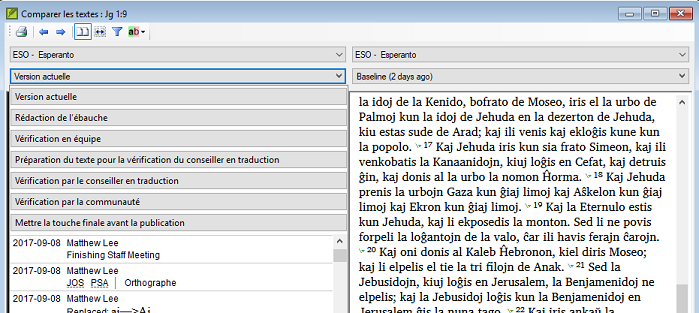 Comparer les textes : Jg 1:9
ab
ESO - Esperanto
Version actuelle
Version actuelle
Rédaction de l'ébauche
Vérification en équipe
Préparation du texte pour la vérification du conseiller en traduction
Vérification par le conseiller en traduction
Vérification par la communauté
Mettre la touche finale avant la publication
2017-09-08 Matthew Lee
Finishing Staff Meeting
2017-09-08 Matthew Lee
JOS PSA Orthographe
2017-09-08 Matthew Lee
Replaced: aj—>Aj
ESO - Esperanto
Baseline (2 days ago)
la idoj de la Kenido, bofrato de Moseo, iris el la urbo de
Palmoj kun la idoj de Jehuda en la dezerton de Jehuda,
kiu estas sude de Arad; kaj ili venis kaj ekloĝis kune kun
la popolo. 17 Kaj Jehuda iris kun sia frato Simeon, kaj ili
venkobatis la Kanaanidojn, kiuj loĝis en Cefat, kaj detruis
ĝin, kaj donis al la urbo la nomon Ĥorma. 18 Kaj Jehuda
prenis la urbojn Gaza kun ĝiaj limoj kaj Aŝkelon kun ĝiaj
limoj kaj Ekron kun ĝiaj limoj. 19 Kaj la Eternulo estis
kun Jehuda, kaj li ekposedis la monton. Sed li ne povis
forpeli la loĝantojn de la valo, ĉar ili havis ferajn ĉarojn.
20 Kaj oni donis al Kaleb Ĥebronon, kiel diris Moseo;
kaj li elpelis el tie la tri filojn de Anak. 21 Sed la
Jebusidojn, kiuj loĝis en Jerusalem, la Benjamenidoj ne
elpelis; kaj la Jebusidoj loĝis kun la Benjamenidoj en
Jerusalem ĝis la nuna tago. 22 Kaj iris ankaŭ la